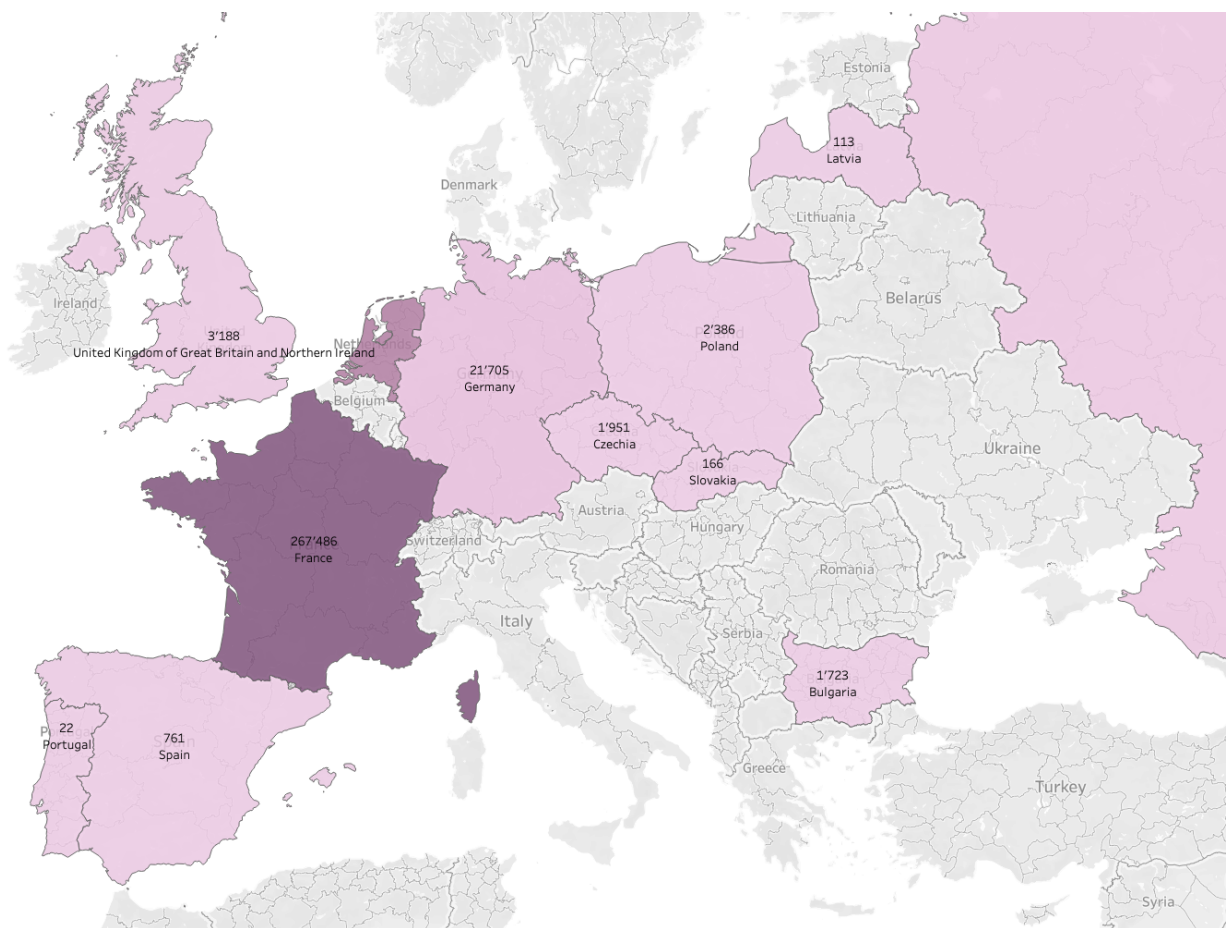 Estonia
113
Latvia
Denmark
Lithuania
Ireland
Belarus
3'188
United Kingdom of Great Britain and Northern Ireland
Netherlands
2'386
Poland
21'705
Germany
Belgium
1'951
Czechia
Ukraine
166
Slovakia
Austria
Hungary
Switzerland
267'486
France
Romania
Italy
Serbia
1'723
Bulgaria
22
Portugal
761
Spain
Greece
Turkey
Syria